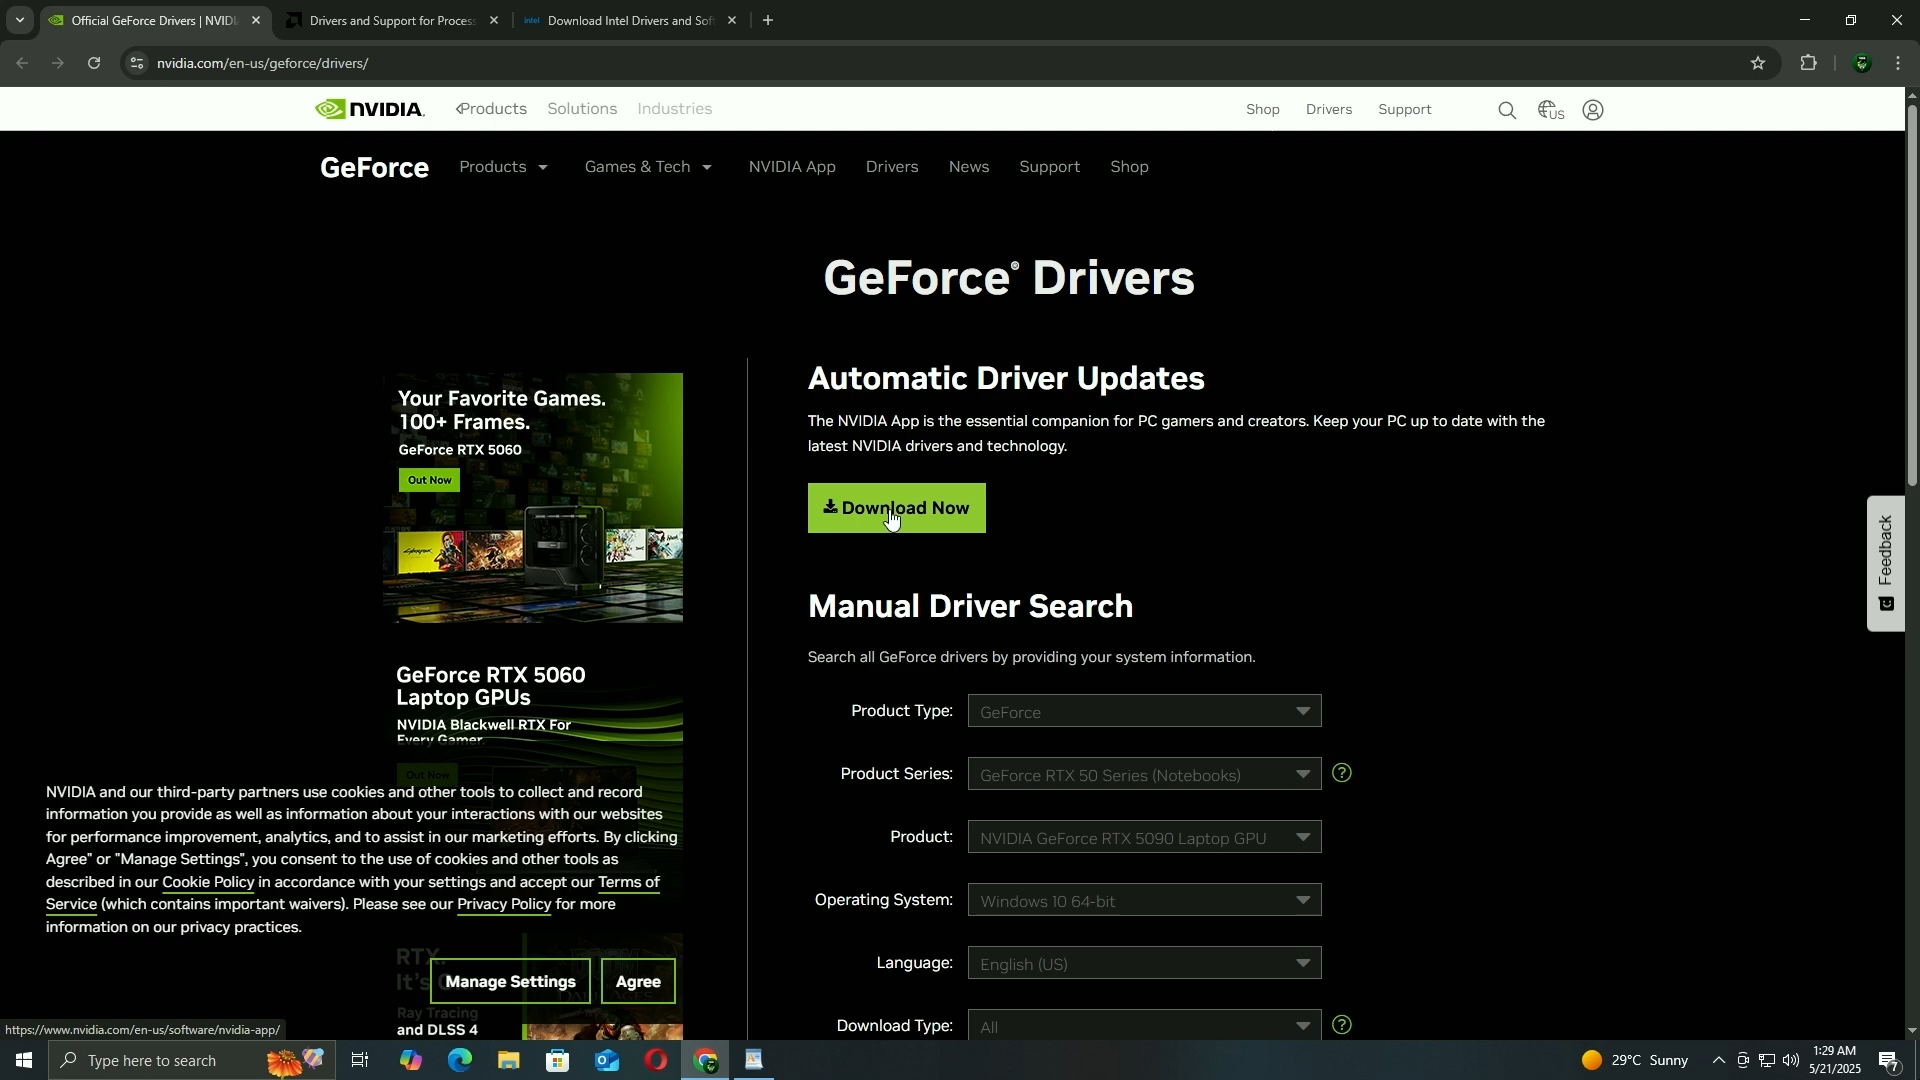 Official GeForce Drivers | NVIDI
Drivers and Support for Process
intel Download Intel Drivers and Sof
nvidia.com/en-us/geforce/drivers/
NVIDIA. Products Solutions Industries Shop Drivers Support US
GeForce Products Games & Tech NVIDIA App Drivers News Support Shop
GeForce® Drivers
Your Favorite Games.
100+ Frames.
GeForce RTX 5060
Out Now
GeForce RTX 5060
Laptop GPUs
NVIDIA Blackwell RTX For
Every Gamer.
Out Now
RTX.
Ray Tracing
and DLSS 4
Automatic Driver Updates
The NVIDIA App is the essential companion for PC gamers and creators. Keep your PC up to date with the
latest NVIDIA drivers and technology.
Download Now
Manual Driver Search
Search all GeForce drivers by providing your system information.
Product Type: GeForce
Product Series: GeForce RTX 50 Series (Notebooks) ?
Product: NVIDIA GeForce RTX 5090 Laptop GPU
Operating System: Windows 10 64-bit
Language: English (US)
Download Type: All ?
Feedback
NVIDIA and our third-party partners use cookies and other tools to collect and record
information you provide as well as information about your interactions with our websites
for performance improvement, analytics, and to assist in our marketing efforts. By clicking
Agree" or "Manage Settings", you consent to the use of cookies and other tools as
described in our Cookie Policy in accordance with your settings and accept our Terms of
Service (which contains important waivers). Please see our Privacy Policy for more
information on our privacy practices.
Manage Settings Agree
https://www.nvidia.com/en-us/software/nvidia-app/
Type here to search
29°C Sunny
1:29 AM
5/21/2025
7